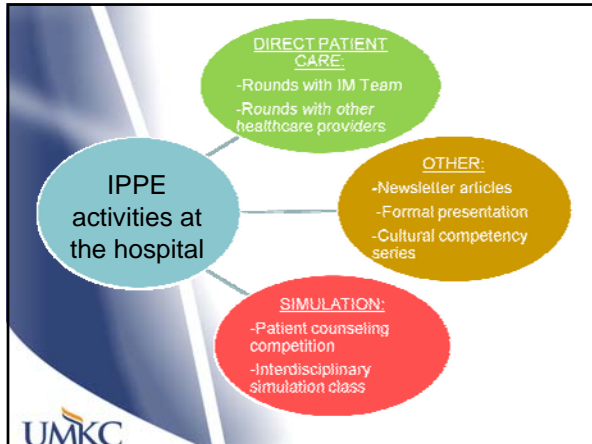 DIRECT PATIENT
CARE:
-Rounds with IM Team
-Rounds with other
healthcare providers
IPPE
activities at
the hospital
OTHER:
-Newsletter articles
-Formal presentation
-Cultural competency
series
SIMULATION:
-Patient counseling
competition
-Interdisciplinary
simulation class
UMKC